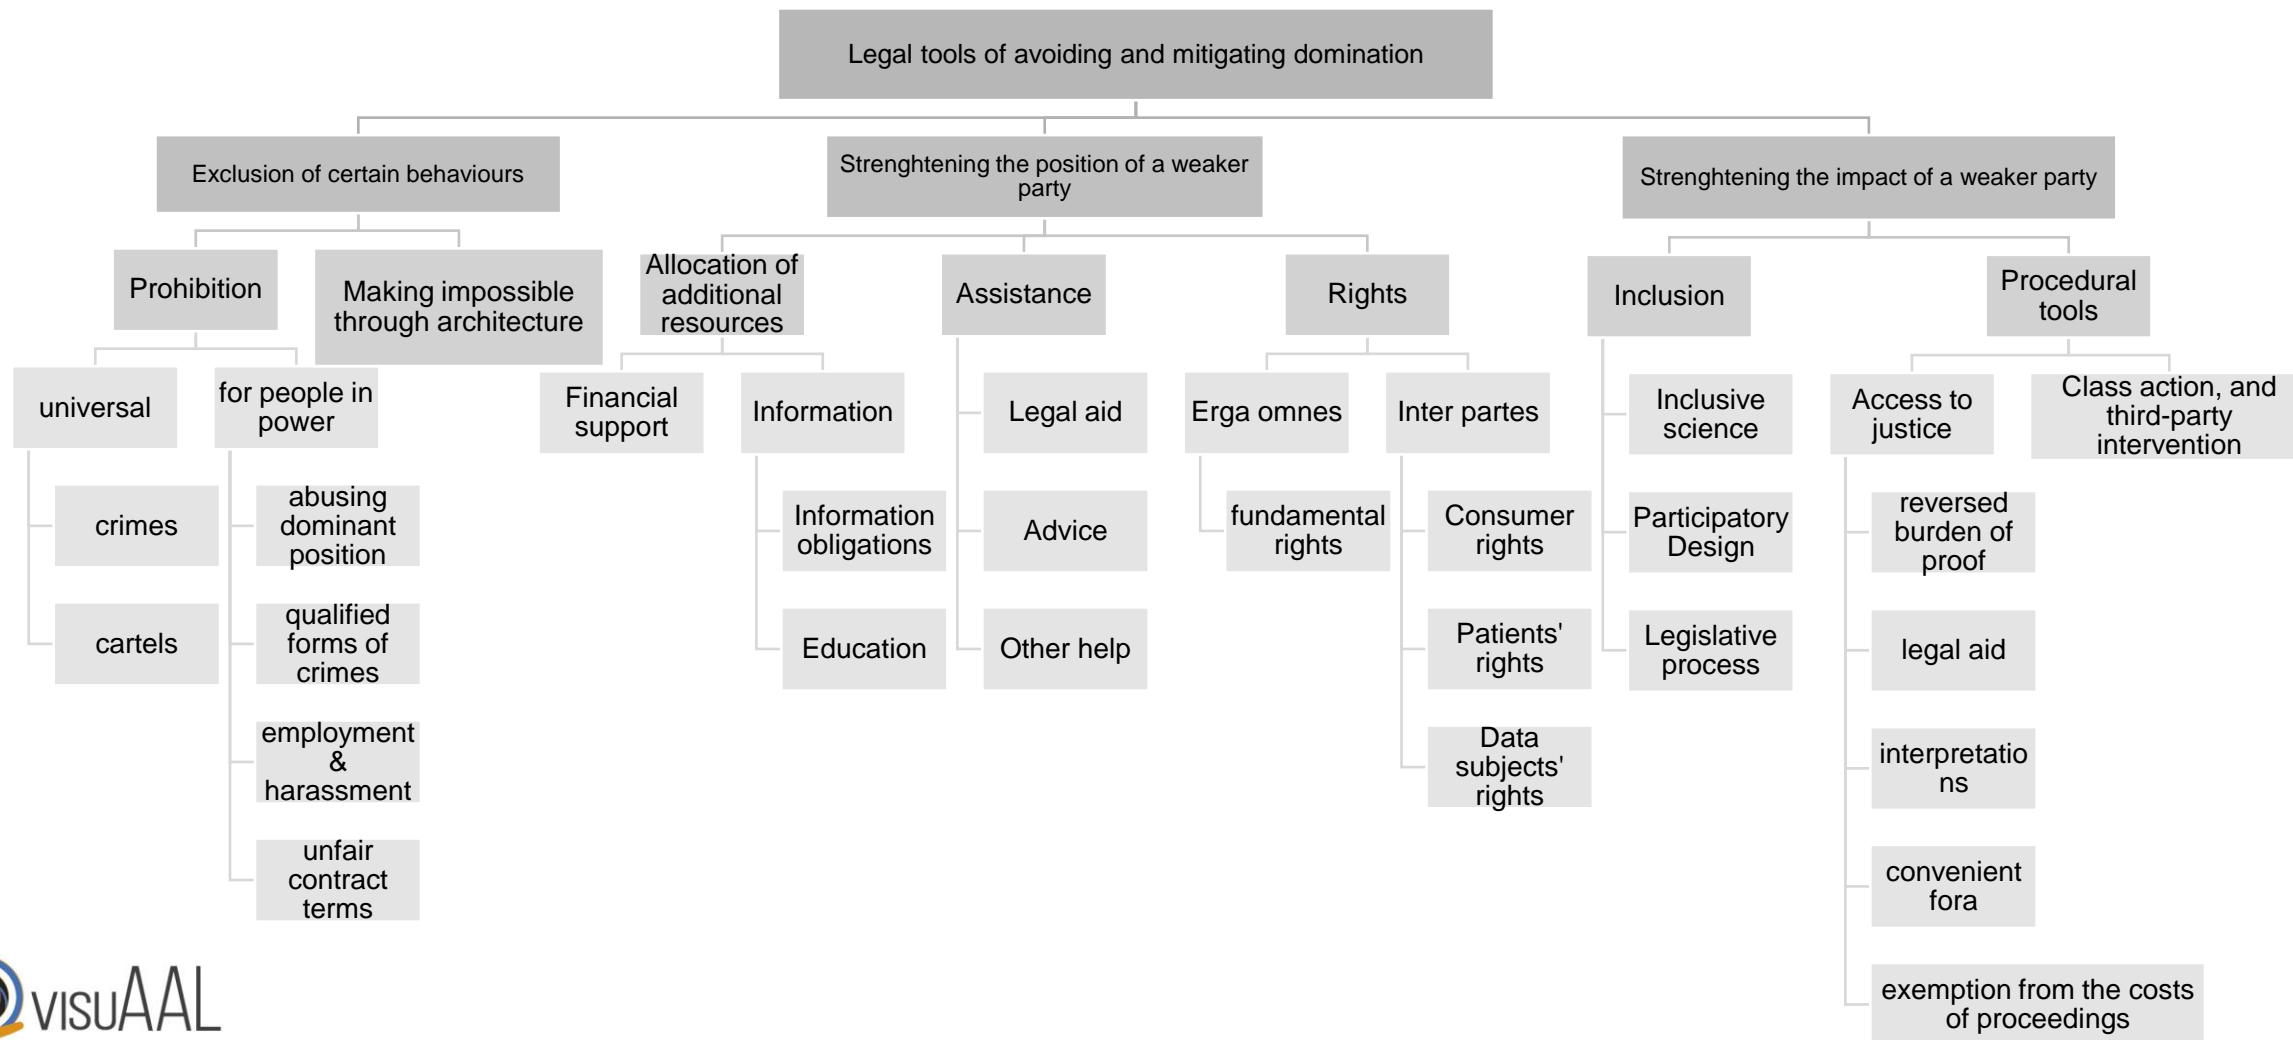 Legal tools of avoiding and mitigating domination
Exclusion of certain behaviours
Strenghtening the position of a weaker
party
Strenghtening the impact of a weaker party
Prohibition
Making impossible
through architecture
Allocation of
additional
resources
Assistance
Rights
Inclusion
Procedural
tools
universal
for people in
power
Financial
support
Information
Legal aid
Erga omnes
Inter partes
Inclusive
science
Access to
justice
Class action, and
third-party
intervention
crimes
abusing
dominant
position
Information
obligations
Advice
fundamental
rights
Consumer
rights
Participatory
Design
reversed
burden of
proof
cartels
qualified
forms of
crimes
Education
Other help
Patients'
rights
Legislative
process
legal aid
employment
&
harassment
Data
subjects'
rights
interpretatio
ns
unfair
contract
terms
convenient
fora
exemption from the costs
of proceedings
visuAAL